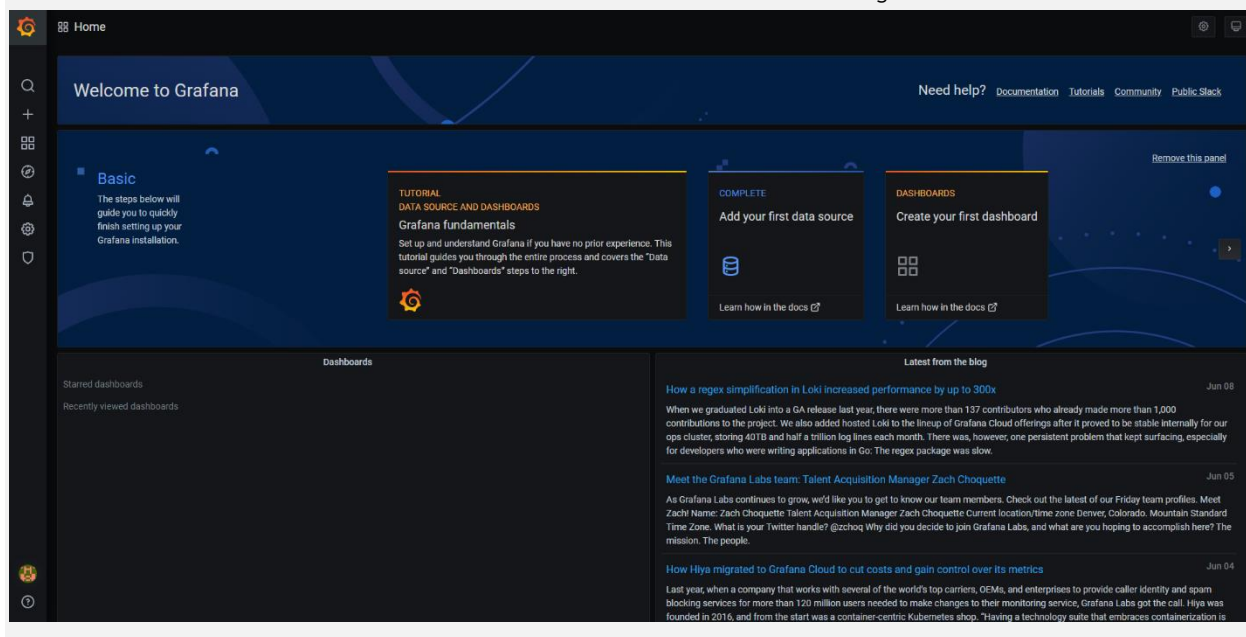 Home
Welcome to Grafana
Need help? Documentation Tutorials Community Public Slack
Remove this panel
Basic
The steps below will
guide you to quickly
finish setting up your
Grafana installation.
TUTORIAL
DATA SOURCE AND DASHBOARDS
Grafana fundamentals
Set up and understand Grafana if you have no prior experience. This
tutorial guides you through the entire process and covers the "Data
source" and "Dashboards" steps to the right.
COMPLETE
Add your first data source
Learn how in the docs
DASHBOARDS
Create your first dashboard
Learn how in the docs
Dashboards
Starred dashboards
Recently viewed dashboards
Latest from the blog
How a regex simplification in Loki increased performance by up to 300x
Jun 08
When we graduated Loki into a GA release last year, there were more than 137 contributors who already made more than 1,000
contributions to the project. We also added hosted Loki to the lineup of Grafana Cloud offerings after it proved to be stable internally for our
ops cluster, storing 40TB and half a trillion log lines each month. There was, however, one persistent problem that kept surfacing, especially
for developers who were writing applications in Go: The regex package was slow.
Meet the Grafana Labs team: Talent Acquisition Manager Zach Choquette
Jun 05
As Grafana Labs continues to grow, we'd like you to get to know our team members. Check out the latest of our Friday team profiles. Meet
Zach! Name: Zach Choquette Talent Acquisition Manager Zach Choquette Current location/time zone Denver, Colorado. Mountain Standard
Time Zone. What is your Twitter handle? @zchoq Why did you decide to join Grafana Labs, and what are you hoping to accomplish here? The
mission. The people.
How Hiya migrated to Grafana Cloud to cut costs and gain control over its metrics
Jun 04
Last year, when a company that works with several of the world's top carriers, OEMs, and enterprises to provide caller identity and spam
blocking services for more than 120 million users needed to make changes to their monitoring service, Grafana Labs got the call. Hiya was
founded in 2016, and from the start was a container-centric Kubernetes shop. "Having a technology suite that embraces containerization is